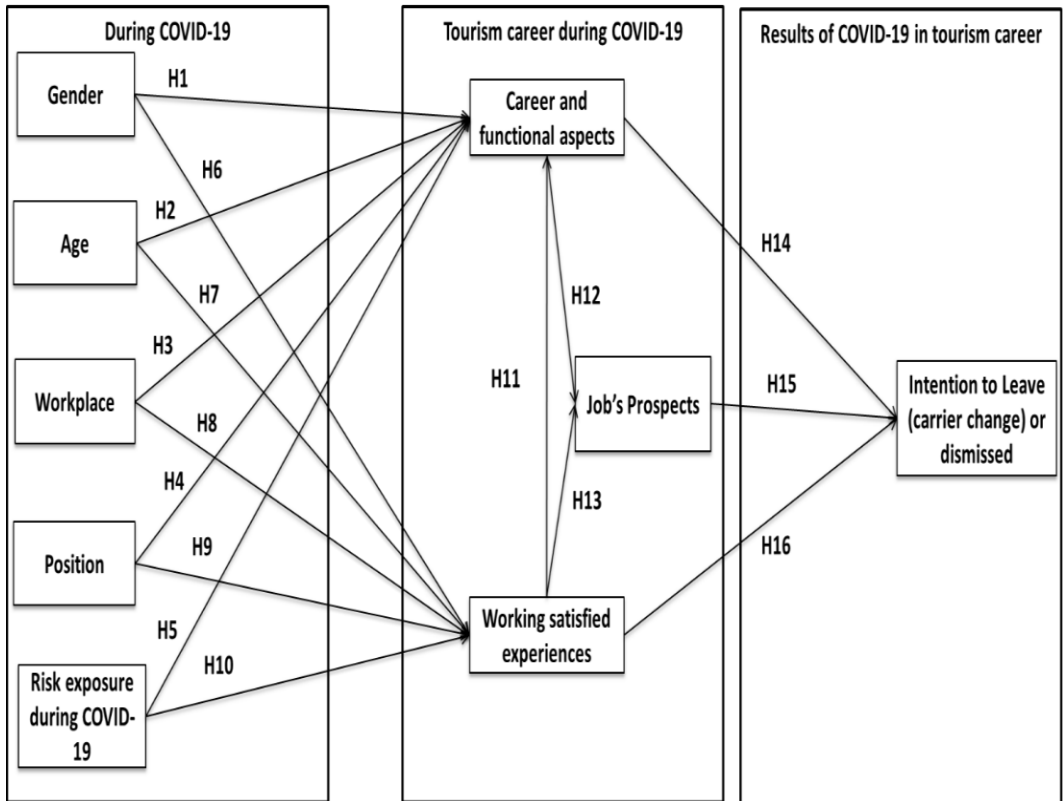 During COVID-19
Tourism career during COVID-19
Results of COVID-19 in tourism career
Gender
Age
Workplace
Position
Risk exposure
during COVID-
19
H1
H6
H2
H7
H3
H8
H4
H9
H5
H10
Career and
functional aspects
H12
H11
Job's Prospects
H13
Working satisfied
experiences
H14
H15
H16
Intention to Leave
(carrier change) or
dismissed